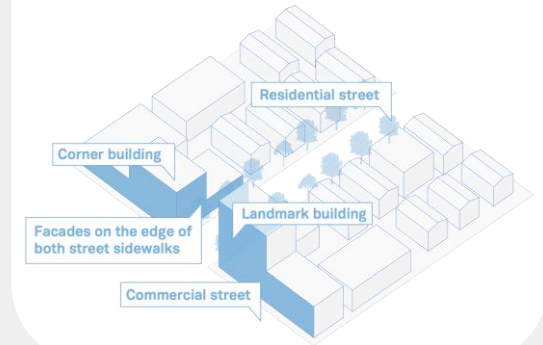 Residential street
Corner building
Landmark building
Facades on the edge of
both street sidewalks
Commercial street